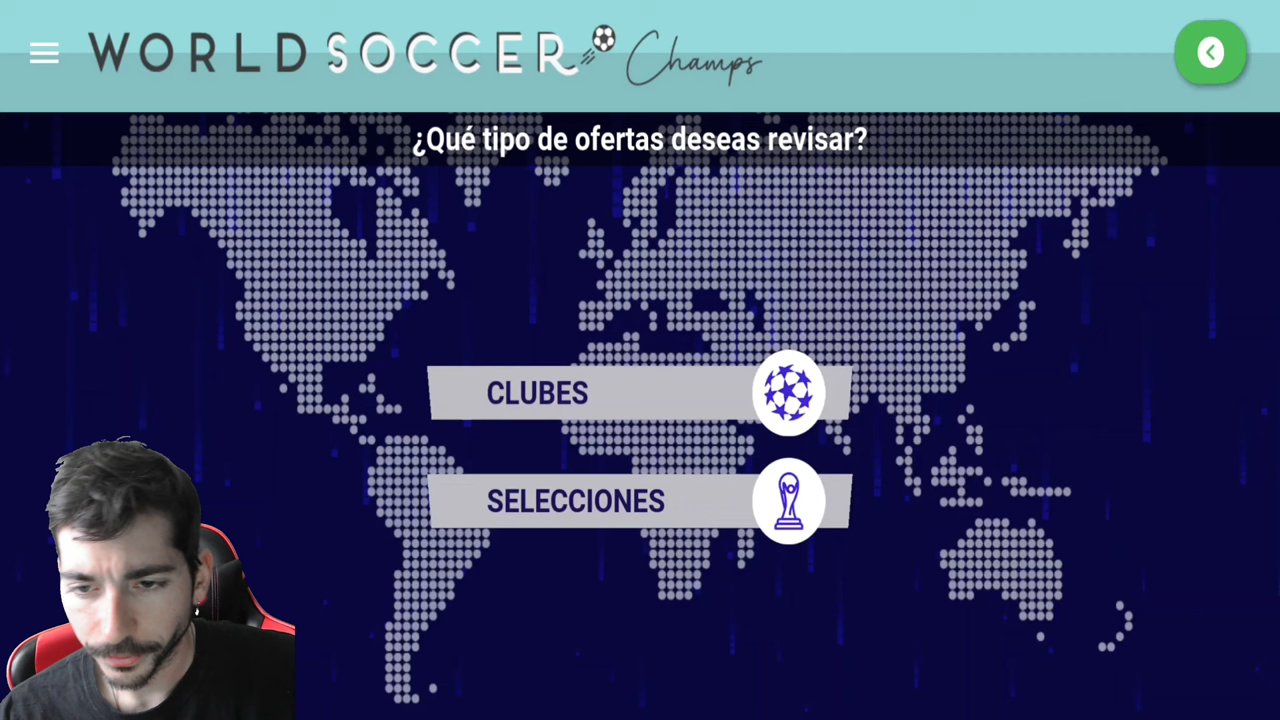 WORLD SOCCER Champs
¿Qué tipo de ofertas deseas revisar?
CLUBES
SELECCIONES